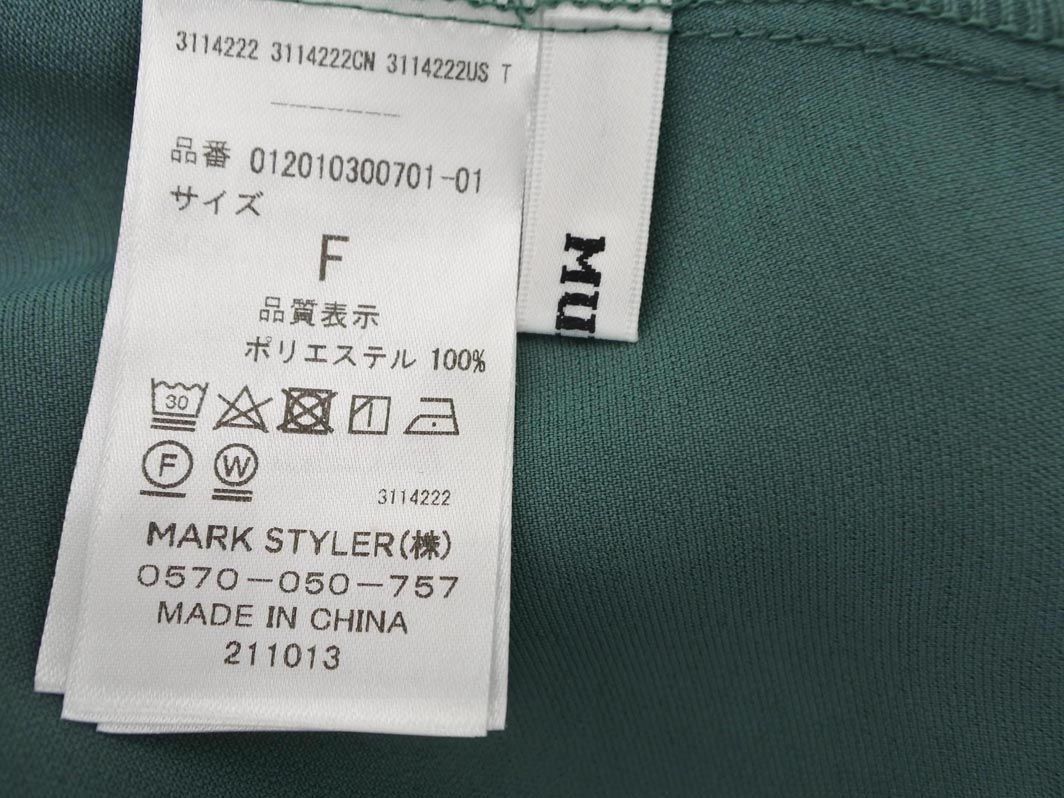 3114222 3114222CN 3114222US T
品番 012010300701-01
サイズ
F
品質表示
ポリエステル 100%
30
F W
3114222
MARK STYLER(株)
0570-050-757
MADE IN CHINA
211013
MU